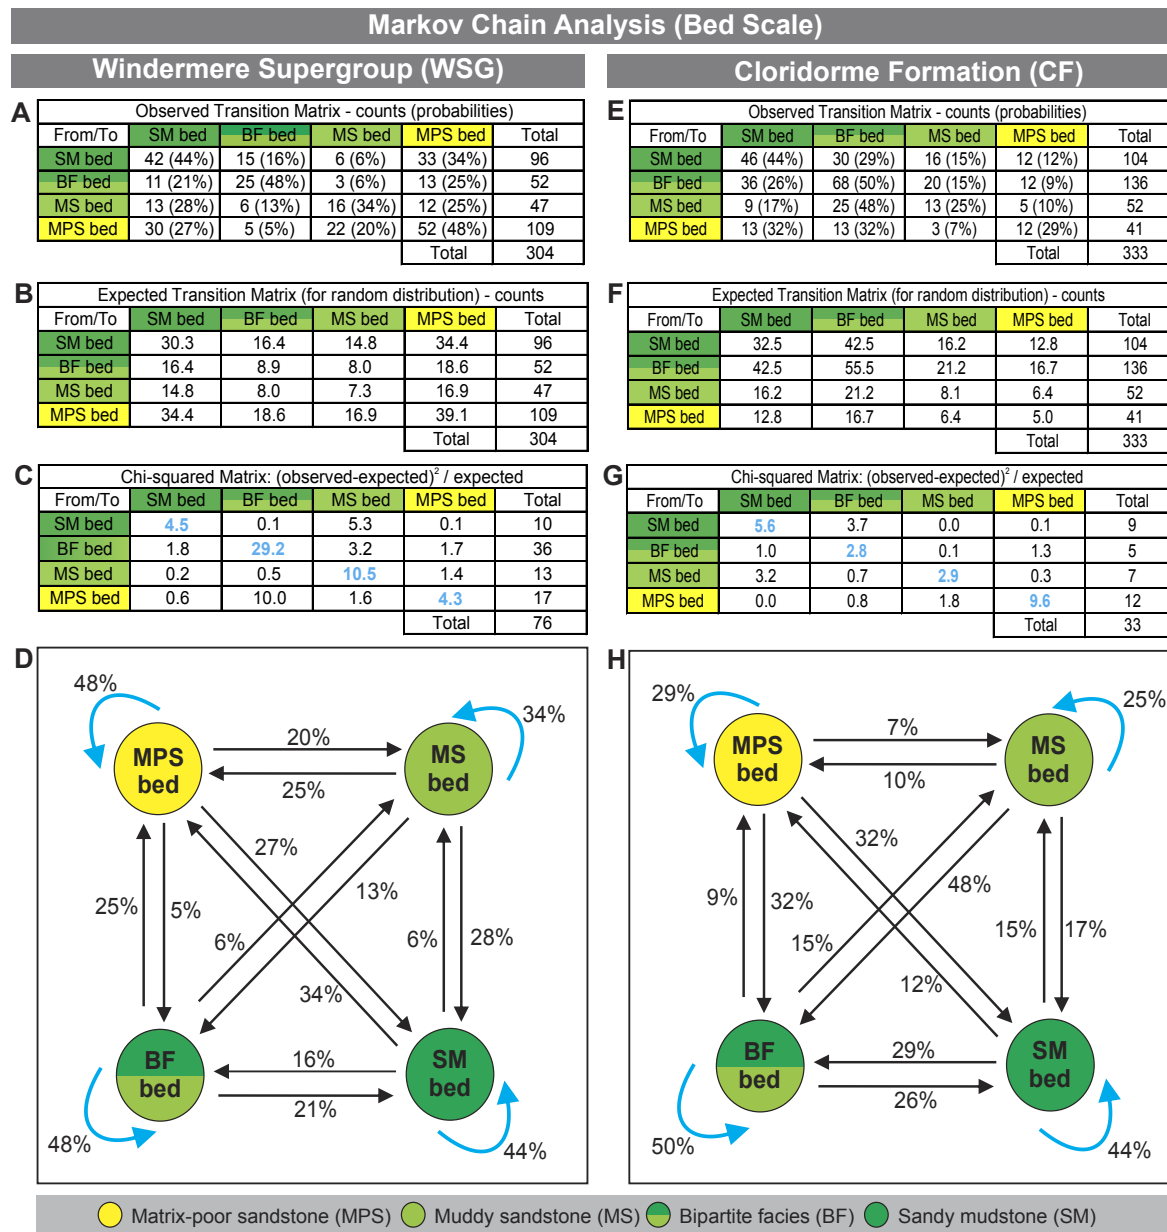 Markov Chain Analysis (Bed Scale)
Windermere Supergroup (WSG)
Cloridorme Formation (CF)
A
Observed Transition Matrix - counts (probabilities)
From/To SM bed BF bed MS bed MPS bed Total
SM bed 42 (44%) 15 (16%) 6 (6%) 33 (34%) 96
BF bed 11 (21%) 25 (48%) 3 (6%) 13 (25%) 52
MS bed 13 (28%) 6 (13%) 16 (34%) 12 (25%) 47
MPS bed 30 (27%) 5 (5%) 22 (20%) 52 (48%) 109
Total 304
B
Expected Transition Matrix (for random distribution) - counts
From/To SM bed BF bed MS bed MPS bed Total
SM bed 30.3 16.4 14.8 34.4 96
BF bed 16.4 8.9 8.0 18.6 52
MS bed 14.8 8.0 7.3 16.9 47
MPS bed 34.4 18.6 16.9 39.1 109
Total 304
C
Chi-squared Matrix: (observed-expected)² / expected
From/To SM bed BF bed MS bed MPS bed Total
SM bed 4.5 0.1 5.3 0.1 10
BF bed 1.8 29.2 3.2 1.7 36
MS bed 0.2 0.5 10.5 1.4 13
MPS bed 0.6 10.0 1.6 4.3 17
Total 76
D
48%
34%
MPS
bed
MS
bed
20%
25%
27%
13%
25%
5%
6%
6%
28%
34%
BF
bed
SM
bed
16%
21%
48%
44%
E
Observed Transition Matrix - counts (probabilities)
From/To SM bed BF bed MS bed MPS bed Total
SM bed 46 (44%) 30 (29%) 16 (15%) 12 (12%) 104
BF bed 36 (26%) 68 (50%) 20 (15%) 12 (9%) 136
MS bed 9 (17%) 25 (48%) 13 (25%) 5 (10%) 52
MPS bed 13 (32%) 13 (32%) 3 (7%) 12 (29%) 41
Total 333
F
Expected Transition Matrix (for random distribution) - counts
From/To SM bed BF bed MS bed MPS bed Total
SM bed 32.5 42.5 16.2 12.8 104
BF bed 42.5 55.5 21.2 16.7 136
MS bed 16.2 21.2 8.1 6.4 52
MPS bed 12.8 16.7 6.4 5.0 41
Total 333
G
Chi-squared Matrix: (observed-expected)² / expected
From/To SM bed BF bed MS bed MPS bed Total
SM bed 5.6 3.7 0.0 0.1 9
BF bed 1.0 2.8 0.1 1.3 5
MS bed 3.2 0.7 2.9 0.3 7
MPS bed 0.0 0.8 1.8 9.6 12
Total 33
H
29%
25%
MPS
bed
MS
bed
7%
10%
32%
48%
9%
32%
15%
15%
17%
12%
BF
bed
SM
bed
29%
26%
50%
44%
Matrix-poor sandstone (MPS) Muddy sandstone (MS) Bipartite facies (BF) Sandy mudstone (SM)